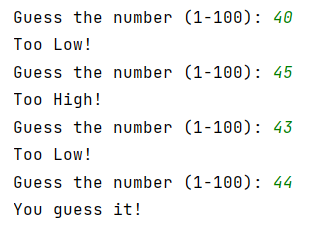 Guess the number (1-100): 40
Too Low!
Guess the number (1-100): 45
Too High!
Guess the number (1-100): 43
Too Low!
Guess the number (1-100): 44
You guess it!